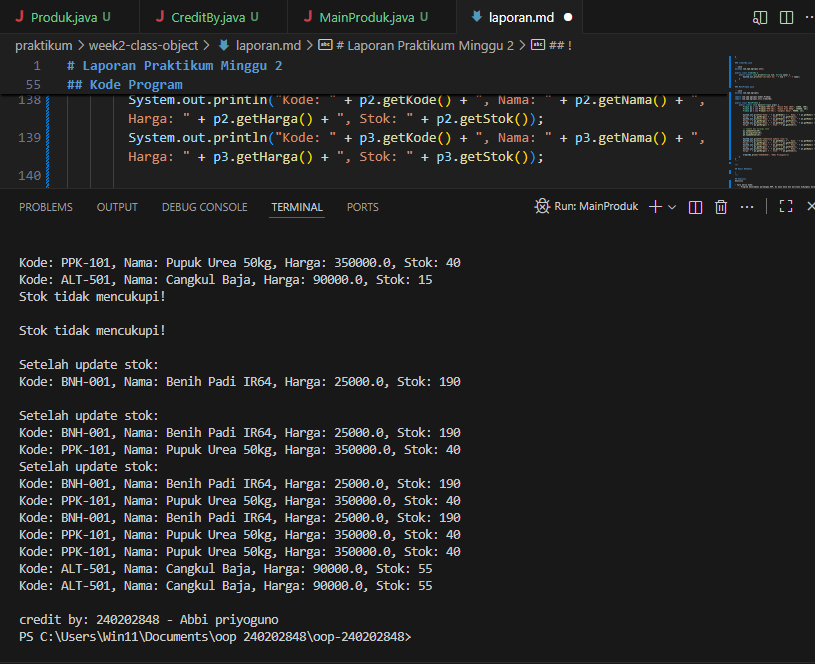 Produk.java U
CreditBy.java U
MainProduk.java U
laporan.md
praktikum > week2-class-object > laporan.md > # Laporan Praktikum Minggu 2 > ## !
1 # Laporan Praktikum Minggu 2
55 ## Kode Program
138 System.out.println("Kode: " + p2.getKode() + ", Nama: " + p2.getNama() + ",
Harga: " + p2.getHarga() + ", Stok: " + p2.getStok());
139 System.out.println("Kode: " + p3.getKode() + ", Nama: " + p3.getNama() + ",
Harga: " + p3.getHarga() + ", Stok: " + p3.getStok());
140
PROBLEMS OUTPUT DEBUG CONSOLE TERMINAL PORTS Run: MainProduk
Kode: PPK-101, Nama: Pupuk Urea 50kg, Harga: 350000.0, Stok: 40
Kode: ALT-501, Nama: Cangkul Baja, Harga: 90000.0, Stok: 15
Stok tidak mencukupi!
Stok tidak mencukupi!
Setelah update stok:
Kode: BNH-001, Nama: Benih Padi IR64, Harga: 25000.0, Stok: 190
Setelah update stok:
Kode: BNH-001, Nama: Benih Padi IR64, Harga: 25000.0, Stok: 190
Kode: PPK-101, Nama: Pupuk Urea 50kg, Harga: 350000.0, Stok: 40
Setelah update stok:
Kode: BNH-001, Nama: Benih Padi IR64, Harga: 25000.0, Stok: 190
Kode: PPK-101, Nama: Pupuk Urea 50kg, Harga: 350000.0, Stok: 40
Kode: BNH-001, Nama: Benih Padi IR64, Harga: 25000.0, Stok: 190
Kode: PPK-101, Nama: Pupuk Urea 50kg, Harga: 350000.0, Stok: 40
Kode: PPK-101, Nama: Pupuk Urea 50kg, Harga: 350000.0, Stok: 40
Kode: ALT-501, Nama: Cangkul Baja, Harga: 90000.0, Stok: 55
Kode: ALT-501, Nama: Cangkul Baja, Harga: 90000.0, Stok: 55
credit by: 240202848 - Abbi priyoguno
PS C:\Users\Win11\Documents\oop 240202848\oop-240202848>